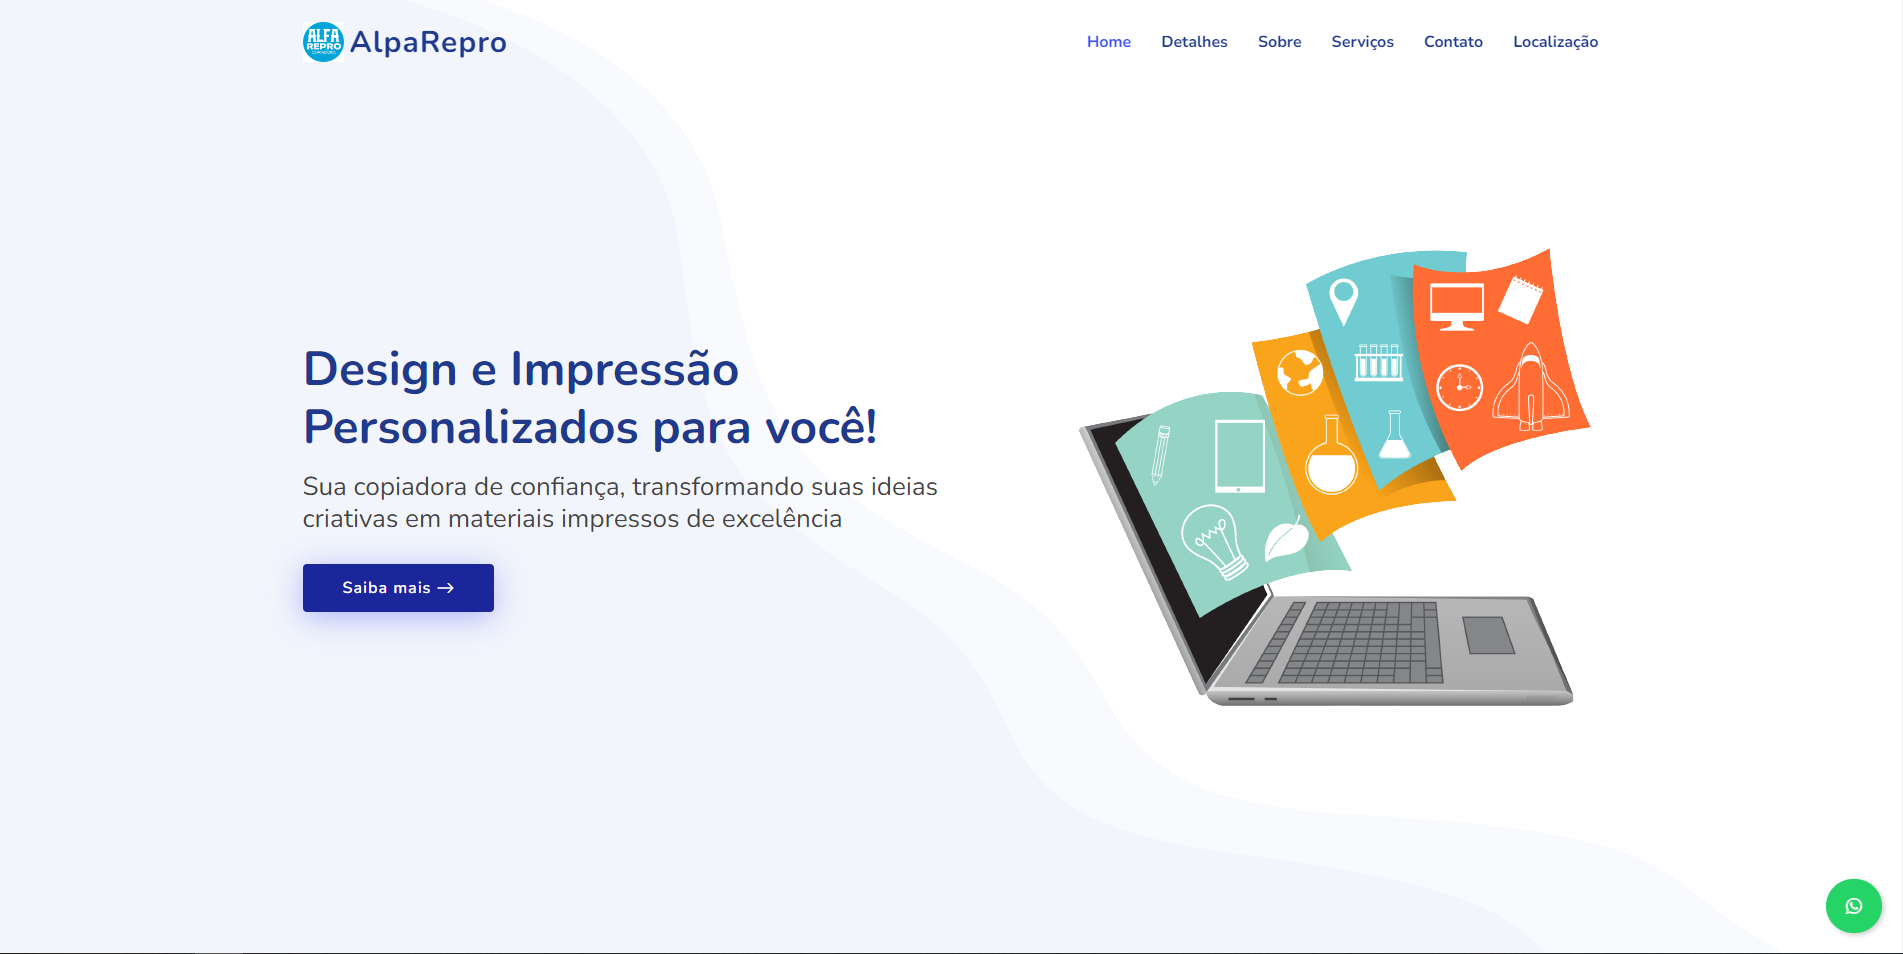 ALFA
REPRO
COPIADORA
AlpaRepro
Home Detalhes Sobre Serviços Contato Localização
Design e Impressão
Personalizados para você!
Sua copiadora de confiança, transformando suas ideias
criativas em materiais impressos de excelência
Saiba mais →